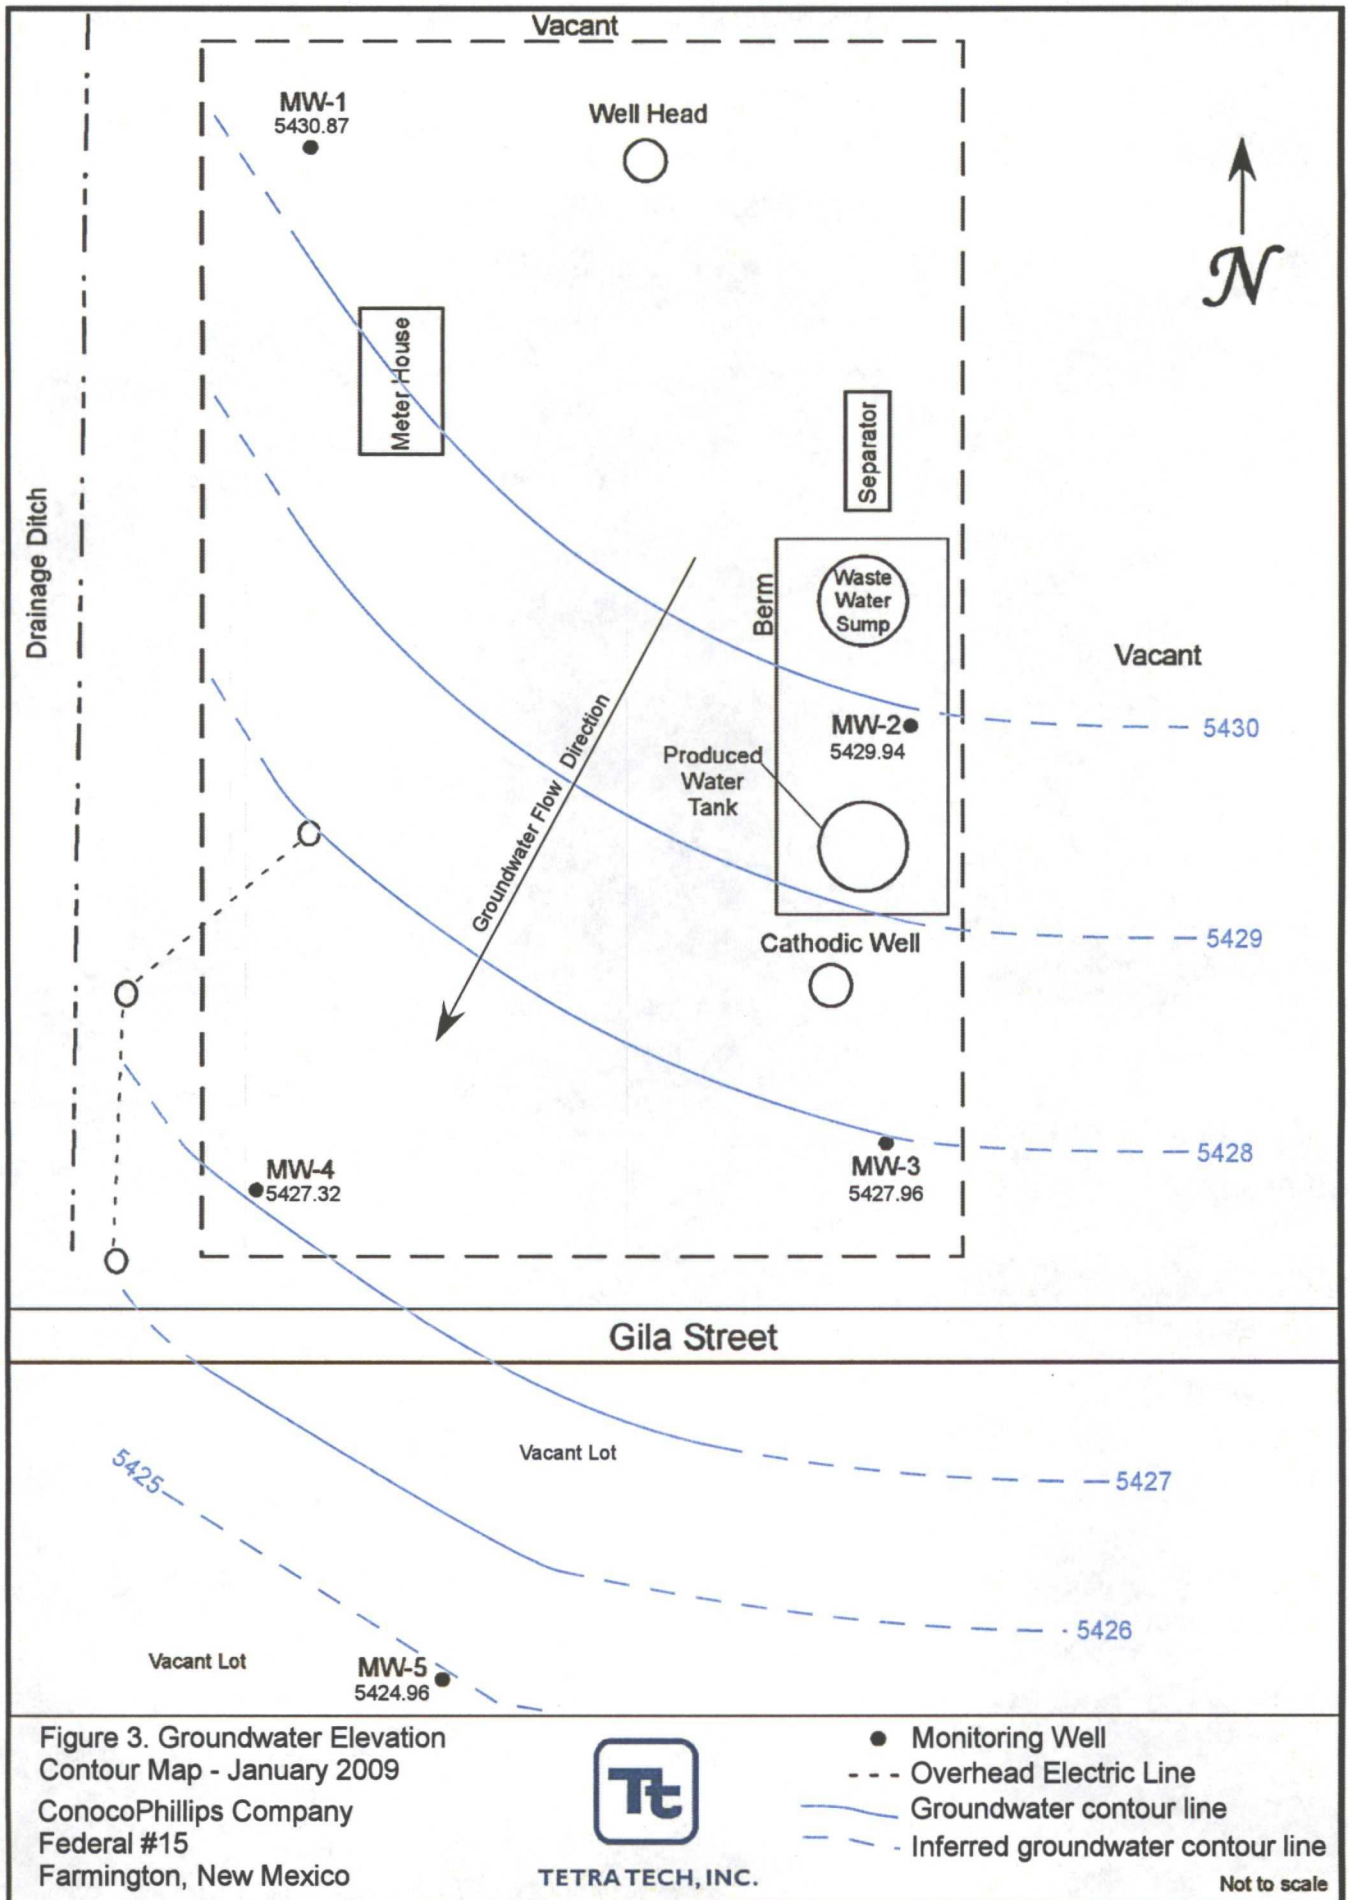 Vacant
MW-1
5430.87
Well Head
N
Meter House
Separator
Drainage Ditch
Berm
Waste
Water
Sump
Vacant
MW-2
5429.94
5430
Groundwater Flow Direction
Produced
Water
Tank
5429
Cathodic Well
MW-4
5427.32
MW-3
5427.96
5428
Gila Street
Vacant Lot
5425
5427
5426
Vacant Lot
MW-5
5424.96
Figure 3. Groundwater Elevation
Contour Map - January 2009
ConocoPhillips Company
Federal #15
Farmington, New Mexico
Tt
TETRA TECH, INC.
Monitoring Well
Overhead Electric Line
Groundwater contour line
Inferred groundwater contour line
Not to scale